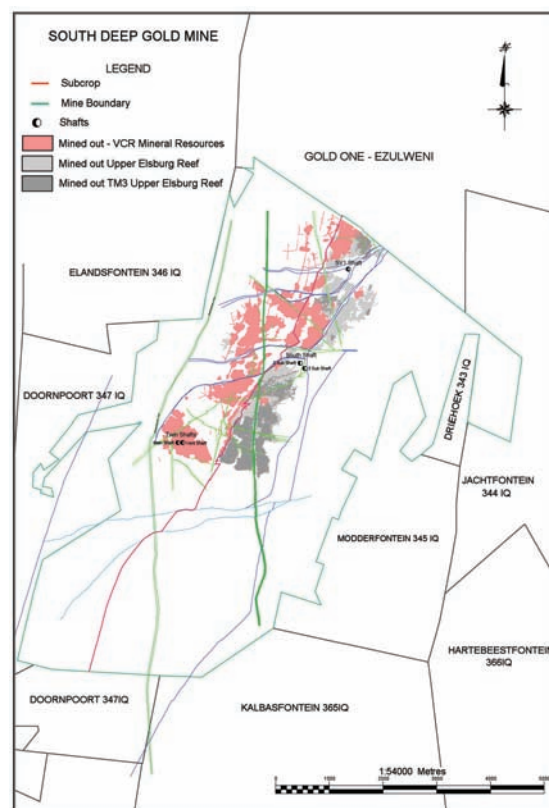 SOUTH DEEP GOLD MINE
LEGEND
Subcrop
Mine Boundary
Shafts
Mined out - VCR Mineral Resources
Mined out Upper Elsburg Reef
Mined out TM3 Upper Elsburg Reef
GOLD ONE - EZULWENI
ELANDSFONTEIN 346 IQ
DOORNPOORT 347 IQ
South Shaft
Twin Shafts
DRIEHOEK 343 IQ
JACHTFONTEIN
344 IQ
MODDERFONTEIN 345 IQ
HARTEBEESTFONTEIN
366IQ
DOORNPOORT 347IQ
KALBASFONTEIN 365IQ
1:54000 Metres